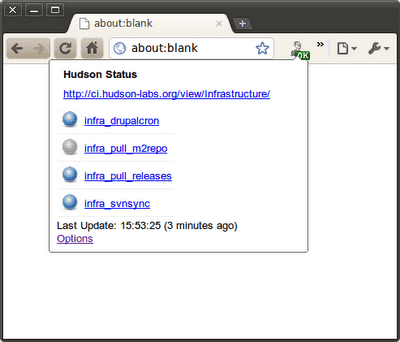 about:blank
about:blank
OK
Hudson Status
http://ci.hudson-labs.org/view/Infrastructure/
infra_drupalcron
infra_pull_m2repo
infra_pull_releases
infra_svnsync
Last Update: 15:53:25 (3 minutes ago)
Options